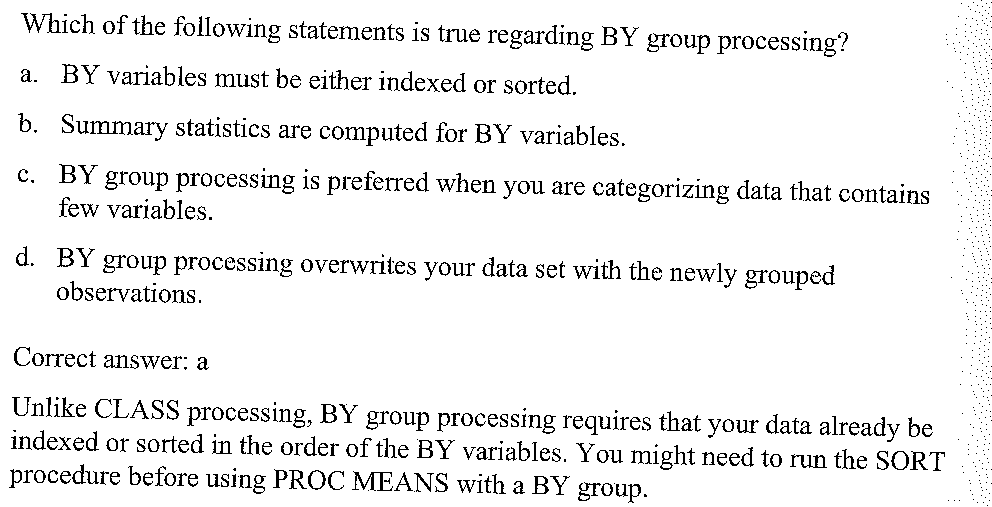 Which of the following statements is true regarding BY group processing?
a. BY variables must be either indexed or sorted.
b. Summary statistics are computed for BY variables.
c. BY group processing is preferred when you are categorizing data that contains
few variables.
d. BY group processing overwrites your data set with the newly grouped
observations.
Correct answer: a
Unlike CLASS processing, BY group processing requires that your data already be
indexed or sorted in the order of the BY variables. You might need to run the SORT
procedure before using PROC MEANS with a BY group.